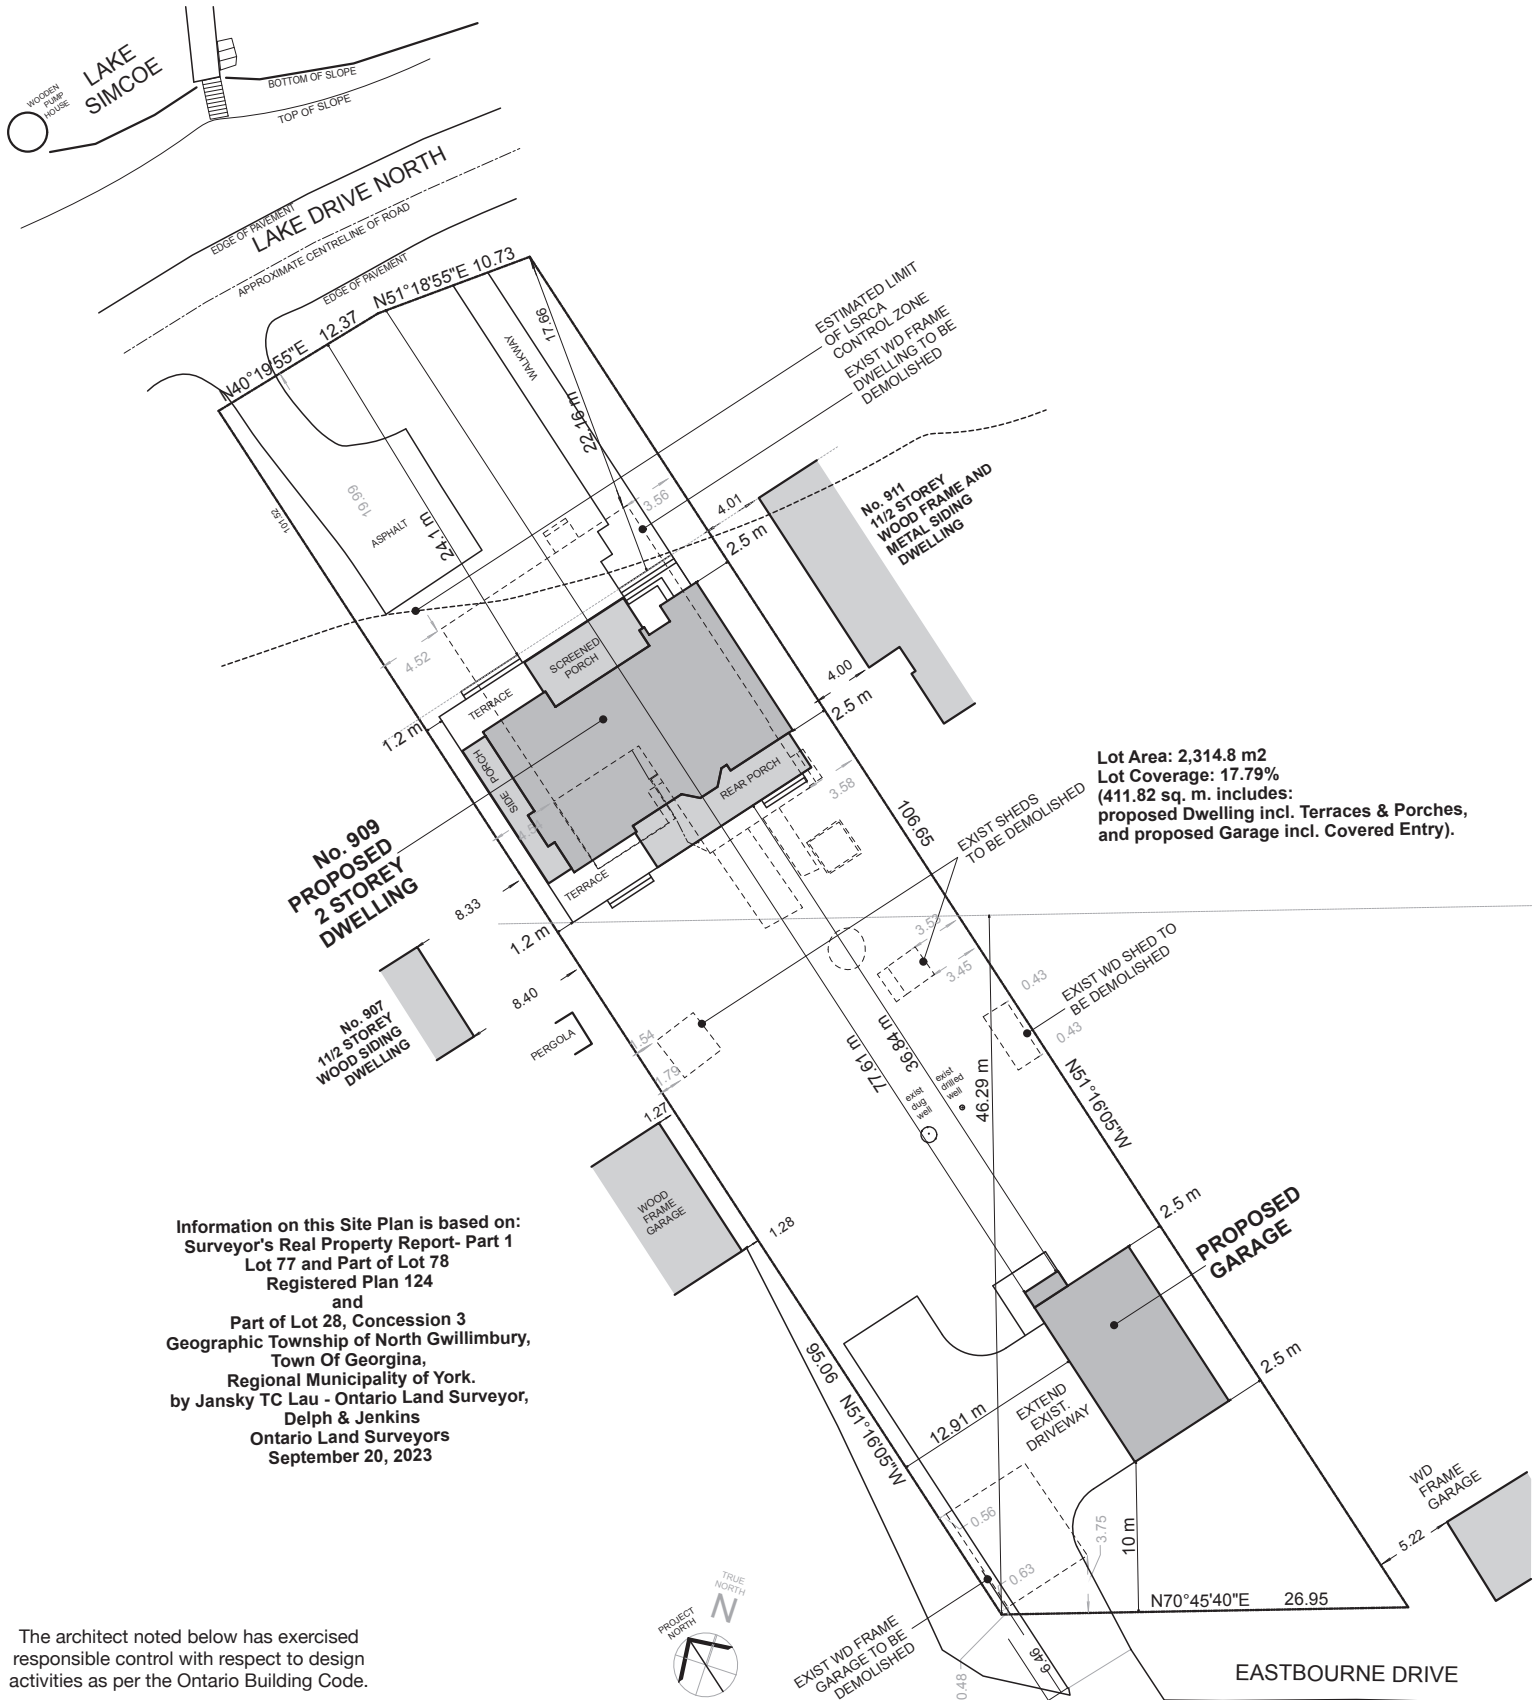 LAKE
SIMCOE
WOODEN
PUMP
HOUSE
BOTTOM OF SLOPE
TOP OF SLOPE
EDGE OF PAVEMENT
LAKE DRIVE NORTH
APPROXIMATE CENTRELINE OF ROAD
EDGE OF PAVEMENT
N40°19'55"E 12.37
N51°18'55"E 10.73
17.66
WALKWAY
22.16 m
ESTIMATED LIMIT
OF LSRCA
CONTROL ZONE
EXIST WD FRAME
DWELLING TO BE
DEMOLISHED
19.99
ASPHALT
24.1 m
101.52
3.56
4.01
2.5 m
No. 911
11/2 STOREY
WOOD FRAME AND
METAL SIDING
DWELLING
4.52
SCREENED
PORCH
TERRACE
1.2 m
4.00
2.5 m
SIDE PORCH
REAR PORCH
3.58
4.54
Lot Area: 2,314.8 m2
Lot Coverage: 17.79%
(411.82 sq. m. includes:
proposed Dwelling incl. Terraces & Porches,
and proposed Garage incl. Covered Entry).
106.65
EXIST SHEDS
TO BE DEMOLISHED
No. 909
PROPOSED
2 STOREY
DWELLING
TERRACE
8.33
1.2 m
8.40
No. 907
11/2 STOREY
WOOD SIDING
DWELLING
PERGOLA
3.53
3.45
0.43
EXIST WD SHED TO
BE DEMOLISHED
0.43
1.54
1.79
1.27
77.61 m
36.84 m
46.29 m
exist
dug
well
exist
drilled
well
N51°16'05"W
WOOD
FRAME
GARAGE
1.28
2.5 m
PROPOSED
GARAGE
Information on this Site Plan is based on:
Surveyor's Real Property Report- Part 1
Lot 77 and Part of Lot 78
Registered Plan 124
and
Part of Lot 28, Concession 3
Geographic Township of North Gwillimbury,
Town Of Georgina,
Regional Municipality of York.
by Jansky TC Lau - Ontario Land Surveyor,
Delph & Jenkins
Ontario Land Surveyors
September 20, 2023
95.06 N51°16'05"W
2.5 m
12.91 m
EXTEND
EXIST.
DRIVEWAY
WD
FRAME
GARAGE
5.22
0.56
3.75
10 m
0.63
N70°45'40"E 26.95
TRUE
NORTH
N
PROJECT
NORTH
EXIST WD FRAME
GARAGE TO BE
DEMOLISHED
6.46
0.48
EASTBOURNE DRIVE
The architect noted below has exercised
responsible control with respect to design
activities as per the Ontario Building Code.